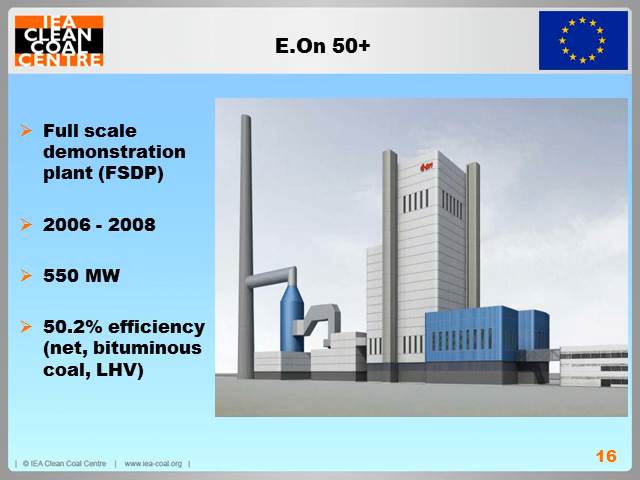 IEA
CLEAN
COAL
CENTRE
E.On 50+
Full scale
demonstration
plant (FSDP)
2006 - 2008
550 MW
50.2% efficiency
(net, bituminous
coal, LHV)
e·on
| © IEA Clean Coal Centre | www.iea-coal.org |
16